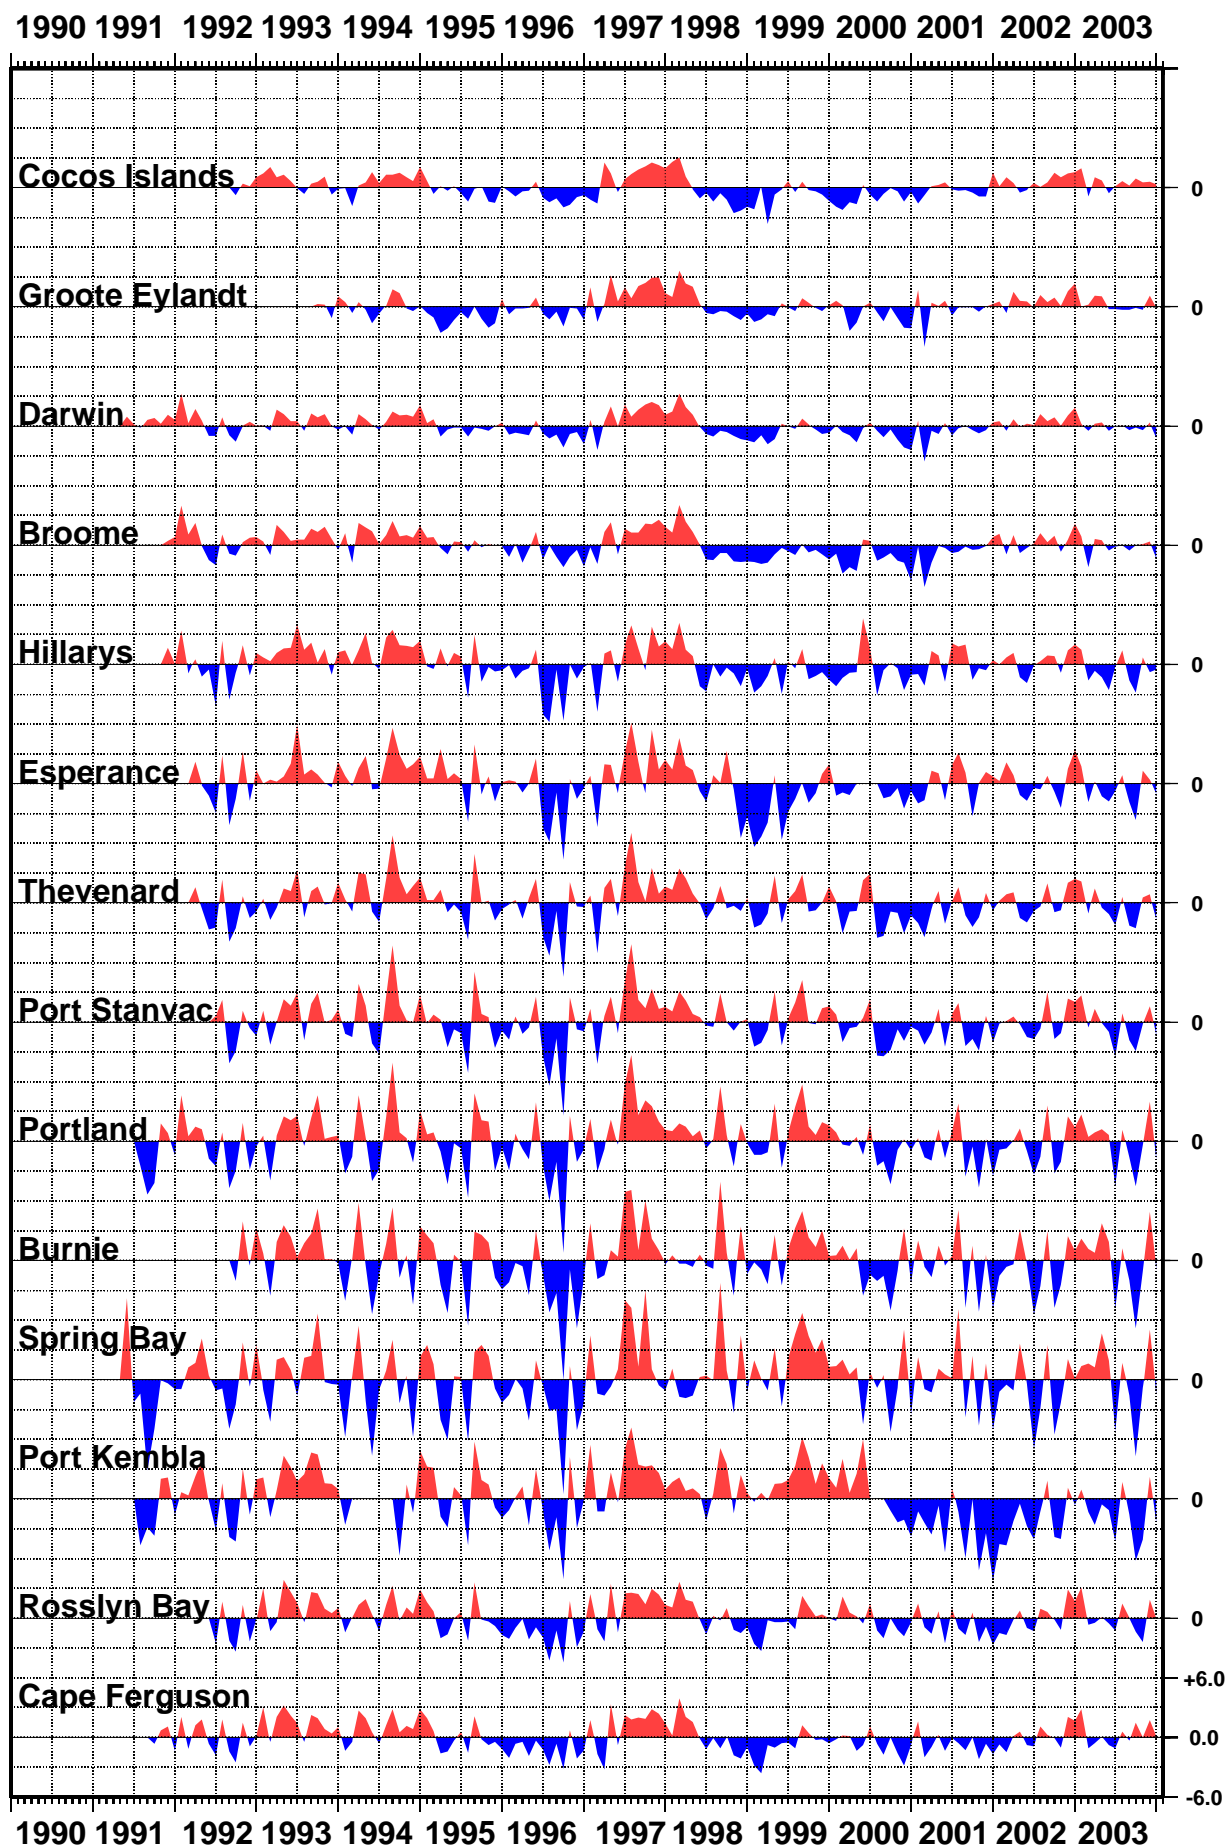 1990 1991 1992 1993 1994 1995 1996 1997 1998 1999 2000 2001 2002 2003
Cocos Islands 0
Groote Eylandt 0
Darwin 0
Broome 0
Hillarys 0
Esperance 0
Thevenard 0
Port Stanvac 0
Portland 0
Burnie 0
Spring Bay 0
Port Kembla 0
Rosslyn Bay 0
+6.0
Cape Ferguson
0.0
-6.0
1990 1991 1992 1993 1994 1995 1996 1997 1998 1999 2000 2001 2002 2003